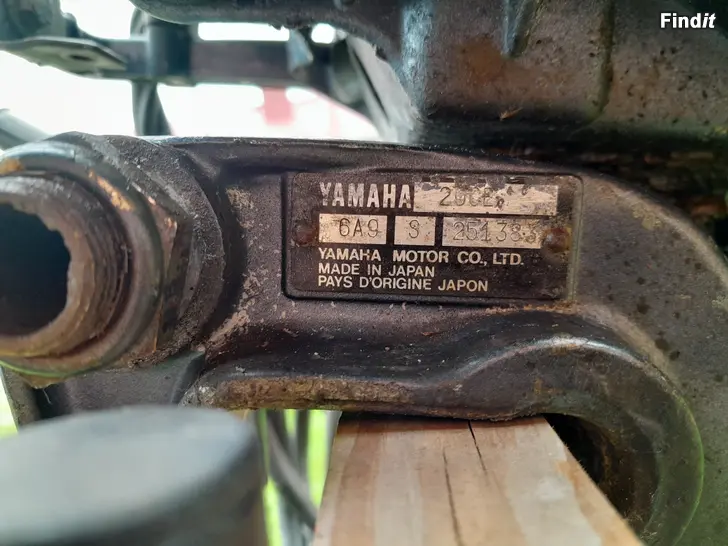 Findit
YAMAHA
6A9 S 251383
YAMAHA MOTOR CO., LTD.
MADE IN JAPAN
PAYS D'ORIGINE JAPON